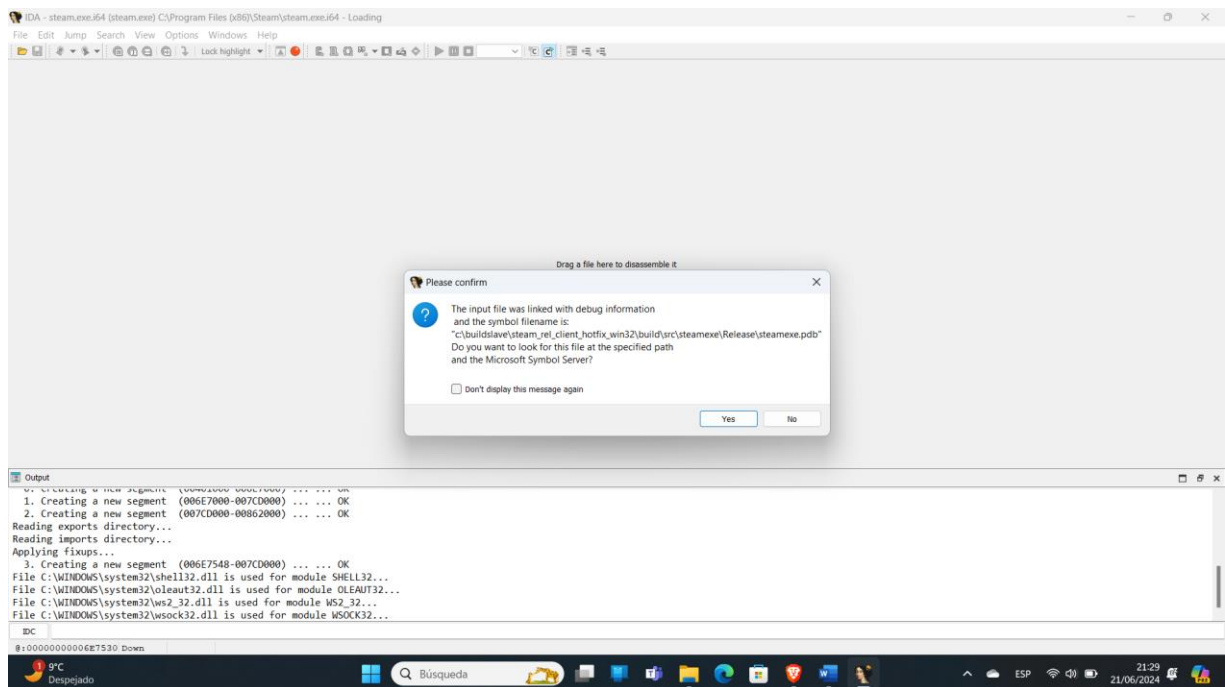 IDA - steam.exe.i64 (steam.exe) C:\Program Files (x86)\Steam\steam.exe.i64 - Loading
File Edit Jump Search View Options Windows Help
Lock highlight
Drag a file here to disassemble it
Please confirm
The input file was linked with debug information
and the symbol filename is:
"c:\buildslave\steam_rel_client_hotfix_win32\build\src\steamexe\Release\steamexe.pdb"
Do you want to look for this file at the specified path
and the Microsoft Symbol Server?
Don't display this message again
Yes No
Output
1. Creating a new segment (006E7000-007CD000) ... ... OK
2. Creating a new segment (007CD000-00862000) ... ... OK
Reading exports directory...
Reading imports directory...
Applying fixups...
3. Creating a new segment (006E7548-007CD000) ... ... OK
File C:\WINDOWS\system32\shell32.dll is used for module SHELL32...
File C:\WINDOWS\system32\oleaut32.dll is used for module OLEAUT32...
File C:\WINDOWS\system32\ws2_32.dll is used for module WS2_32...
File C:\WINDOWS\system32\wsock32.dll is used for module WSOCK32...
IDC
@:00000000006E7530 Down
1
9°C
Despejado
Búsqueda
ESP
21:29
21/06/2024